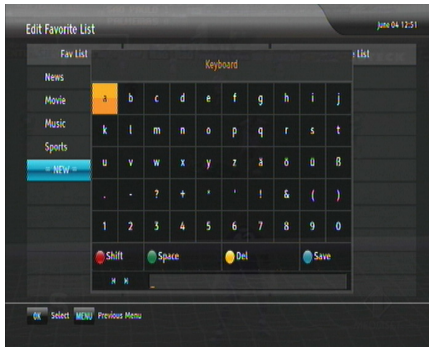 Edit Favorite List
June 04 12:51
Fav List
List
Keyboard
News
Movie
Music
Sports
= NEW =
a b c d e f g h i j
k l m n o p q r s t
u v w x y z ä ö ü ß
. - ? + * ' ! & ( )
1 2 3 4 5 6 7 8 9 0
Shift Space Del Save
_
OK Select MENU Previous Menu